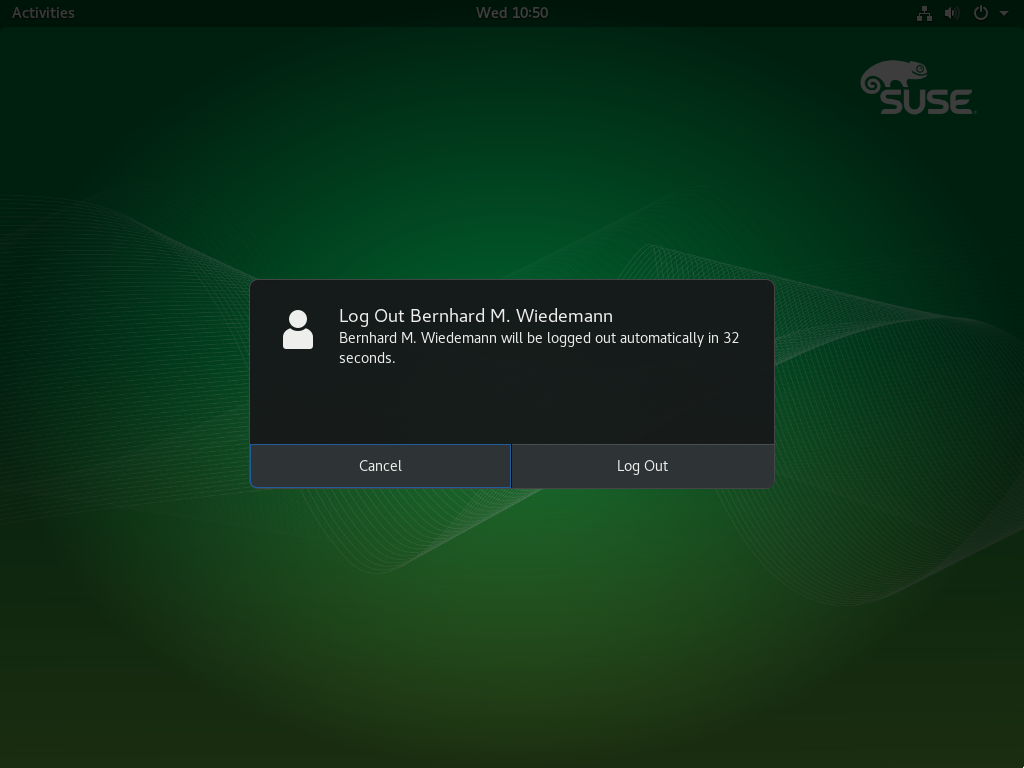 Activities
Wed 10:50
SUSE
Log Out Bernhard M. Wiedemann
Bernhard M. Wiedemann will be logged out automatically in 32
seconds.
Cancel
Log Out